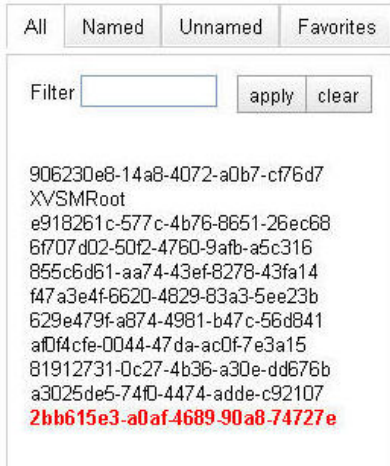 All Named Unnamed Favorites
Filter apply clear
906230e8-14a8-4072-a0b7-cf76d7
XVSMRoot
e918261c-577c-4b76-8651-26ec68
6f707d02-50f2-4760-9afb-a5c316
855c6d61-aa74-43ef-8278-43fa14
f47a3e4f-6620-4829-83a3-5ee23b
629e479f-a874-4981-b47c-56d841
af0f4cfe-0044-47da-ac0f-7e3a15
81912731-0c27-4b36-a30e-dd676b
a3025de5-74f0-4474-adde-c92107
2bb615e3-a0af-4689-90a8-74727e